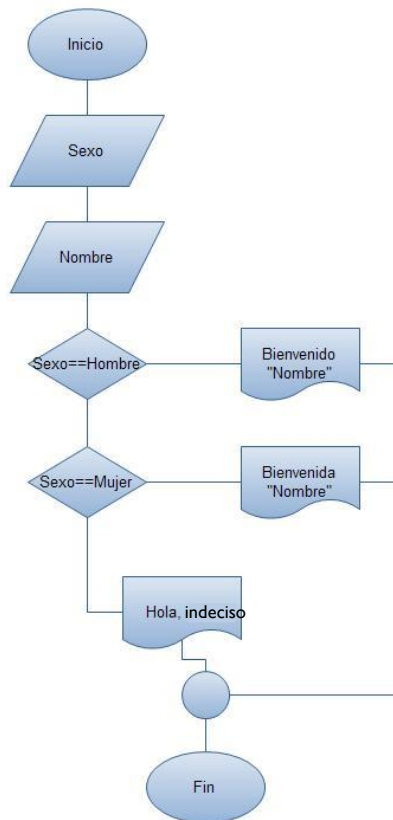 Inicio
Sexo
Nombre
Sexo==Hombre
Bienvenido
"Nombre"
Sexo==Mujer
Bienvenida
"Nombre"
Hola, indeciso
Fin